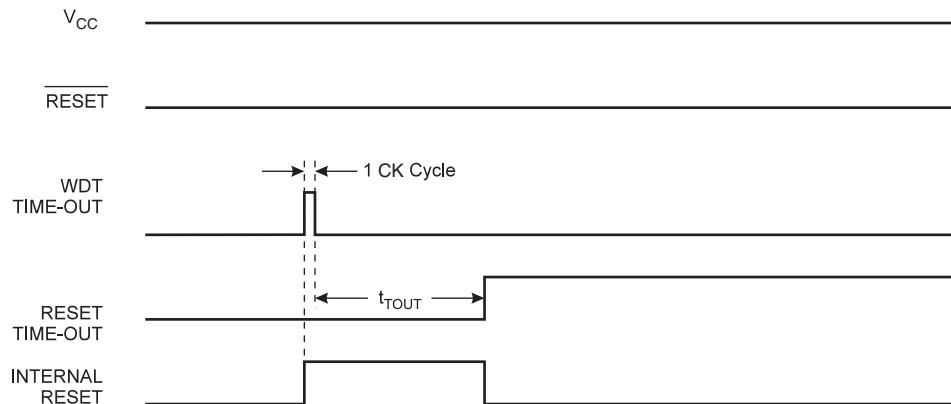 VCC
RESET
1 CK Cycle
WDT
TIME-OUT
tTOUT
RESET
TIME-OUT
INTERNAL
RESET